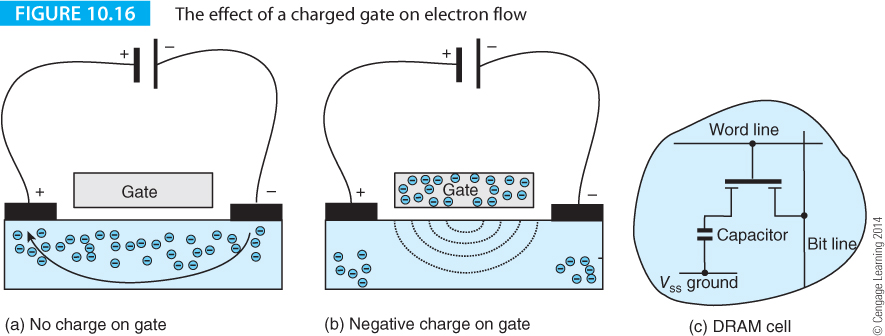 FIGURE 10.16 The effect of a charged gate on electron flow
+ −
+ −
Gate
(a) No charge on gate
+ −
+ −
Gate
(b) Negative charge on gate
Word line
Capacitor
Bit line
VSS ground
(c) DRAM cell
© Cengage Learning 2014